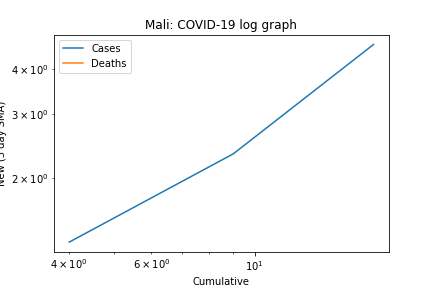 Mali: COVID-19 log graph
Cases
Deaths
4 × 10⁰
3 × 10⁰
2 × 10⁰
New (3 day SMA)
4 × 10⁰ 6 × 10⁰ 10¹
Cumulative